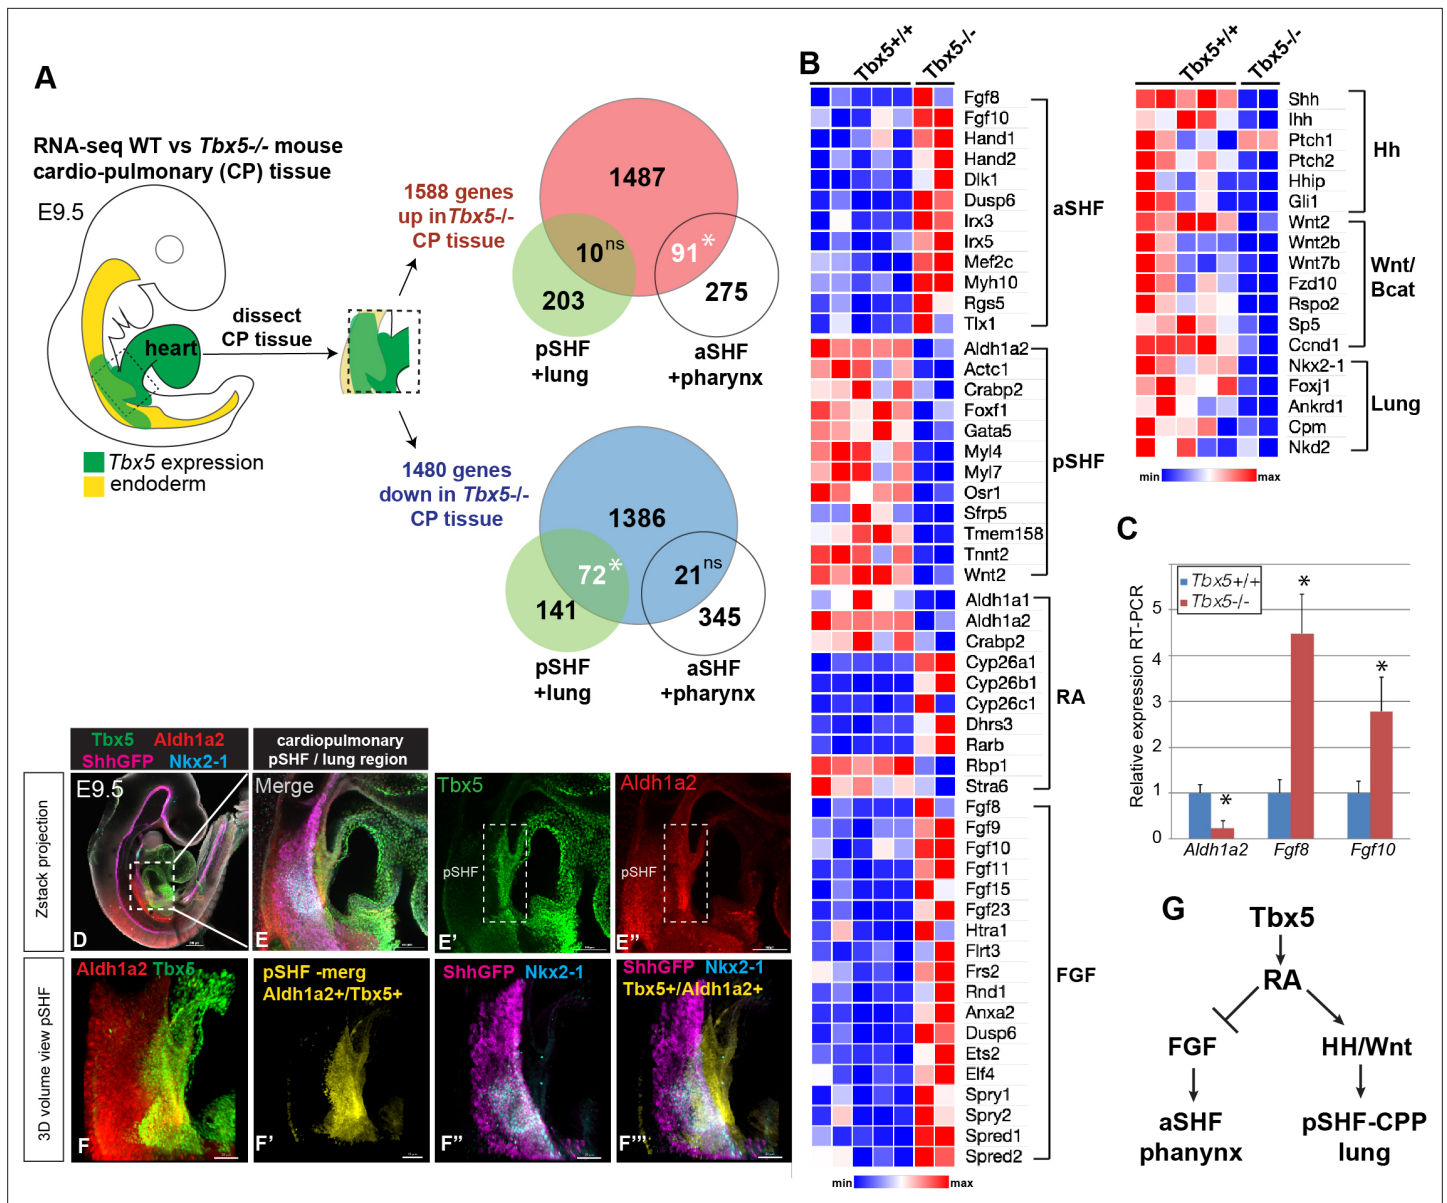 A
RNA-seq WT vs Tbx5-/- mouse
cardio-pulmonary (CP) tissue
E9.5
heart
dissect
CP tissue
Tbx5 expression
endoderm
1588 genes
up in Tbx5-/-
CP tissue
1487
10ns
91*
203
275
pSHF
+lung
aSHF
+pharynx
1480 genes
down in Tbx5-/-
CP tissue
1386
72*
21ns
141
345
pSHF
+lung
aSHF
+pharynx
B
Tbx5+/+
Tbx5-/-
Fgf8
Fgf10
Hand1
Hand2
Dlk1
Dusp6
Irx3
Irx5
Mef2c
Myh10
Rgs5
Tlx1
aSHF
Aldh1a2
Actc1
Crabp2
Foxf1
Gata5
Myl4
Myl7
Osr1
Sfrp5
Tmem158
Tnnt2
Wnt2
pSHF
Aldh1a1
Aldh1a2
Crabp2
Cyp26a1
Cyp26b1
Cyp26c1
Dhrs3
Rarb
Rbp1
Stra6
RA
Fgf8
Fgf9
Fgf10
Fgf11
Fgf15
Fgf23
Htra1
Flrt3
Frs2
Rnd1
Anxa2
Dusp6
Ets2
Elf4
Spry1
Spry2
Spred1
Spred2
FGF
min
max
Tbx5+/+
Tbx5-/-
Shh
Ihh
Ptch1
Ptch2
Hhip
Gli1
Hh
Wnt2
Wnt2b
Wnt7b
Fzd10
Rspo2
Sp5
Ccnd1
Wnt/
Bcat
Nkx2-1
Foxj1
Ankrd1
Cpm
Nkd2
Lung
min
max
C
Relative expression RT-PCR
Tbx5+/+
Tbx5-/-
5
4
3
2
1
0
*
*
*
Aldh1a2
Fgf8
Fgf10
Tbx5 Aldh1a2
ShhGFP Nkx2-1
cardiopulmonary
pSHF / lung region
Zstack projection
E9.5
D
Merge
E
Tbx5
pSHF
E'
Aldh1a2
pSHF
E"
3D volume view pSHF
Aldh1a2 Tbx5
F
pSHF -merg
Aldh1a2+/Tbx5+
F'
ShhGFP Nkx2-1
F"
ShhGFP Nkx2-1
Tbx5+/Aldh1a2+
F'"
G
Tbx5
RA
FGF
HH/Wnt
aSHF
phanynx
pSHF-CPP
lung